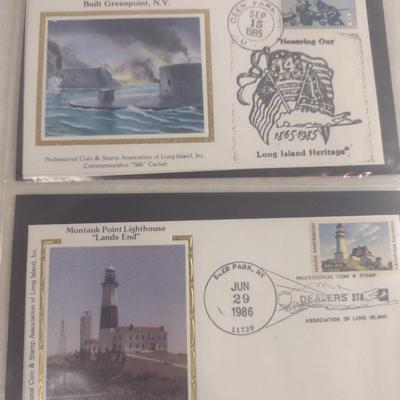 Built Greenpoint, N.Y.
Professional Coin & Stamp Association of Long Island, Inc.
Commemorative "Silk" Cachet
DEER PARK
SEP
15
1985
Honoring Our
14
1865 1985
Long Island Heritage"
Montauk Point Lighthouse
"Lands End"
Coin & Stamp Association of Long Island, Inc.
DEER PARK, NY
JUN
29
1986
11729
PROFESSIONAL COIN & STAMP
DEALERS' STA.
ASSOCIATION OF LONG ISLAND